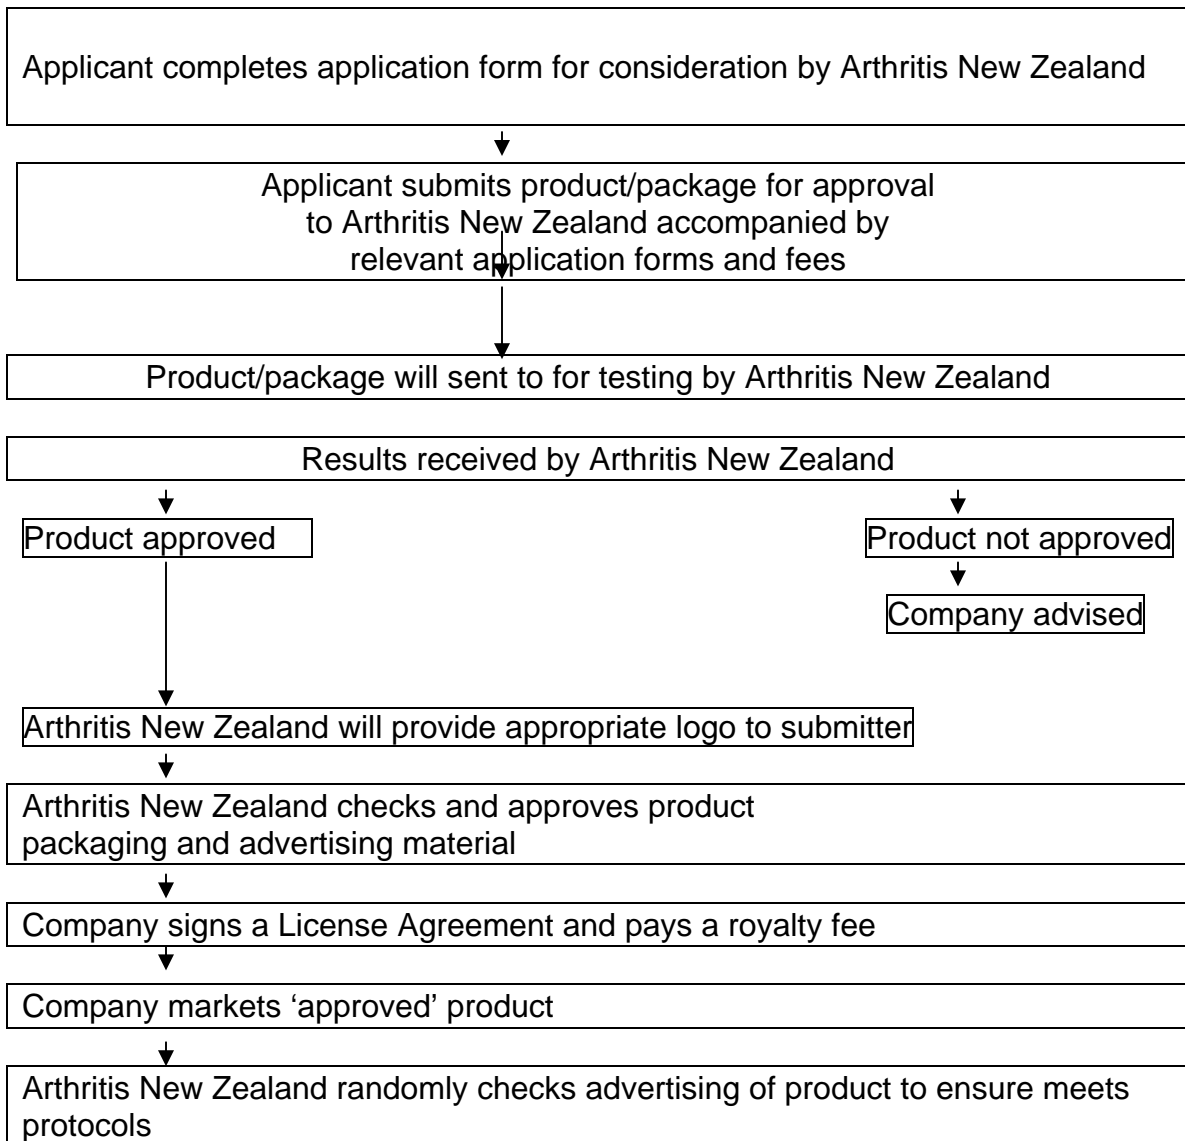 Applicant completes application form for consideration by Arthritis New Zealand
Applicant submits product/package for approval
to Arthritis New Zealand accompanied by
relevant application forms and fees
Product/package will sent to for testing by Arthritis New Zealand
Results received by Arthritis New Zealand
Product approved
Product not approved
Company advised
Arthritis New Zealand will provide appropriate logo to submitter
Arthritis New Zealand checks and approves product
packaging and advertising material
Company signs a License Agreement and pays a royalty fee
Company markets ‘approved’ product
Arthritis New Zealand randomly checks advertising of product to ensure meets
protocols